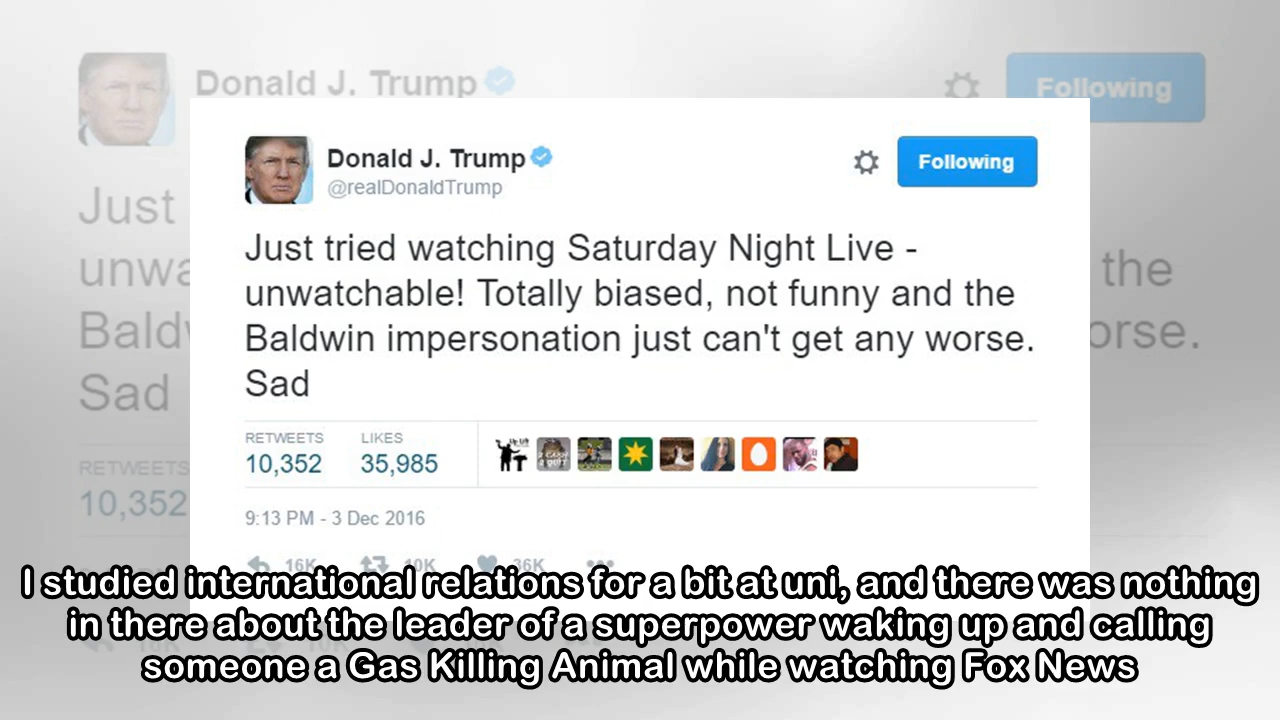 Donald J. Trump
Following
Just
unwa
the
Baldw
orse.
Sad
RETWEETS
10,352
Donald J. Trump
@realDonaldTrump
Following
Just tried watching Saturday Night Live -
unwatchable! Totally biased, not funny and the
Baldwin impersonation just can't get any worse.
Sad
RETWEETS LIKES
10,352 35,985
9:13 PM - 3 Dec 2016
16K 10K 36K
I studied international relations for a bit at uni, and there was nothing
in there about the leader of a superpower waking up and calling
someone a Gas Killing Animal while watching Fox News